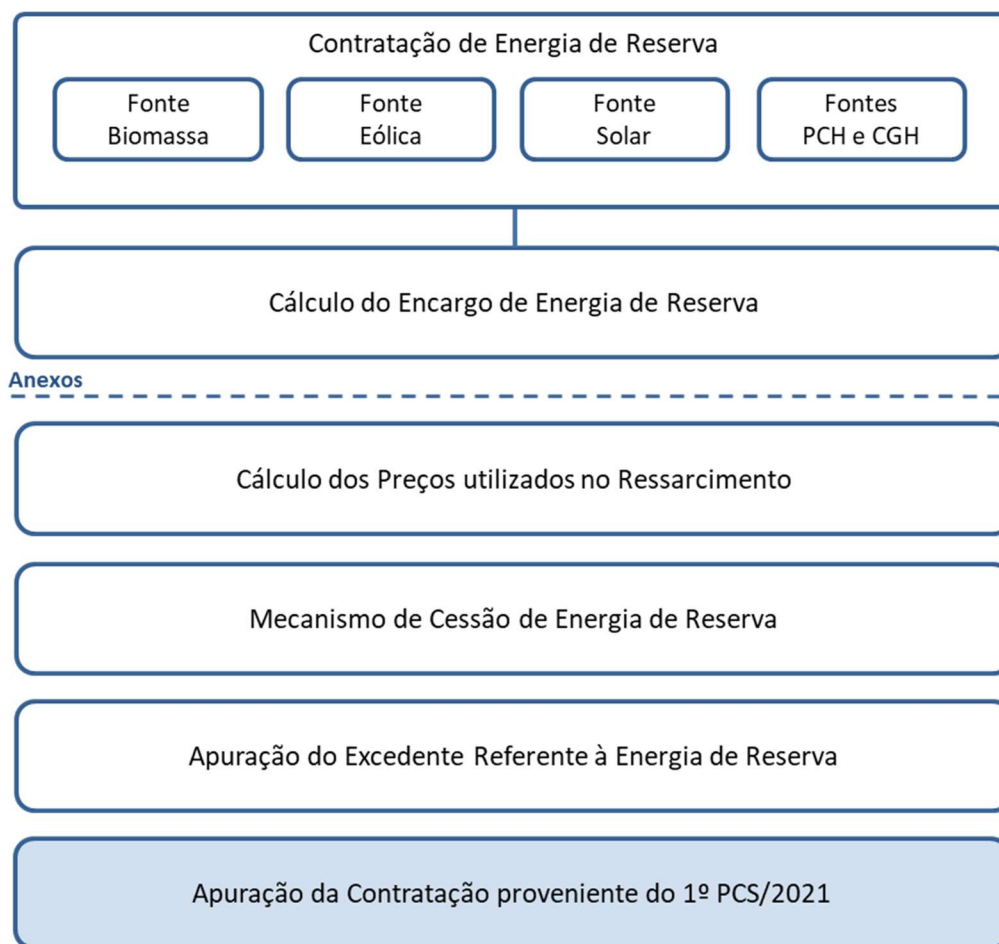 Contratação de Energia de Reserva
Fonte
Biomassa
Fonte
Eólica
Fonte
Solar
Fontes
PCH e CGH
Cálculo do Encargo de Energia de Reserva
Anexos
Cálculo dos Preços utilizados no Ressarcimento
Mecanismo de Cessão de Energia de Reserva
Apuração do Excedente Referente à Energia de Reserva
Apuração da Contratação proveniente do 1º PCS/2021